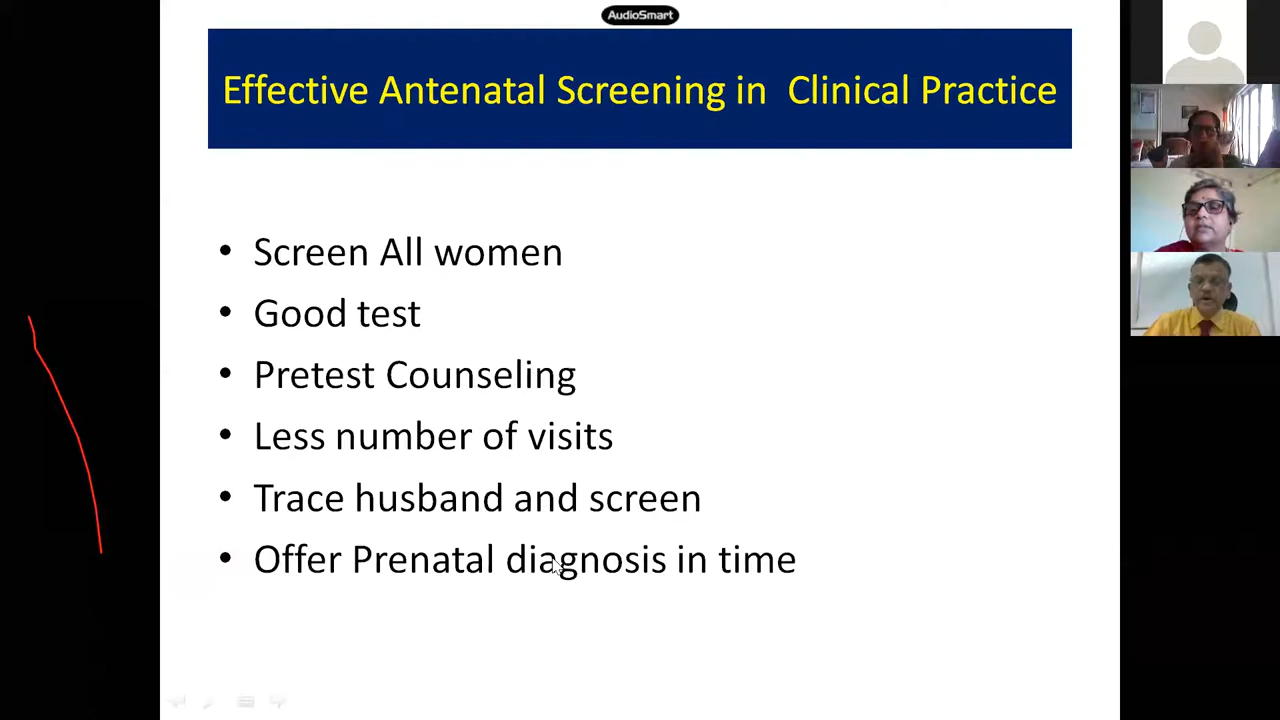 AudioSmart
Effective Antenatal Screening in Clinical Practice
• Screen All women
• Good test
• Pretest Counseling
• Less number of visits
• Trace husband and screen
• Offer Prenatal diagnosis in time